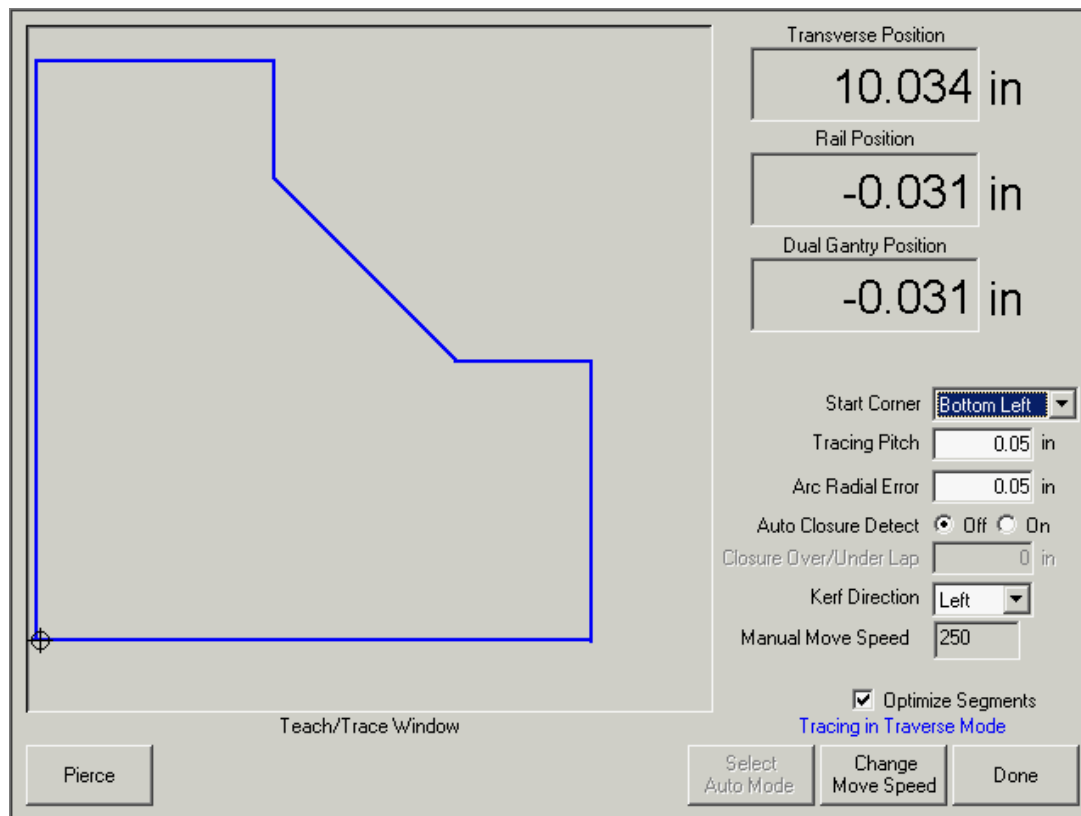 Transverse Position
10.034 in
Rail Position
-0.031 in
Dual Gantry Position
-0.031 in
Start Corner Bottom Left
Tracing Pitch 0.05 in
Arc Radial Error 0.05 in
Auto Closure Detect Off On
Closure Over/Under Lap 0 in
Kerf Direction Left
Manual Move Speed 250
Optimize Segments
Teach/Trace Window
Tracing in Traverse Mode
Pierce
Select
Auto Mode
Change
Move Speed
Done